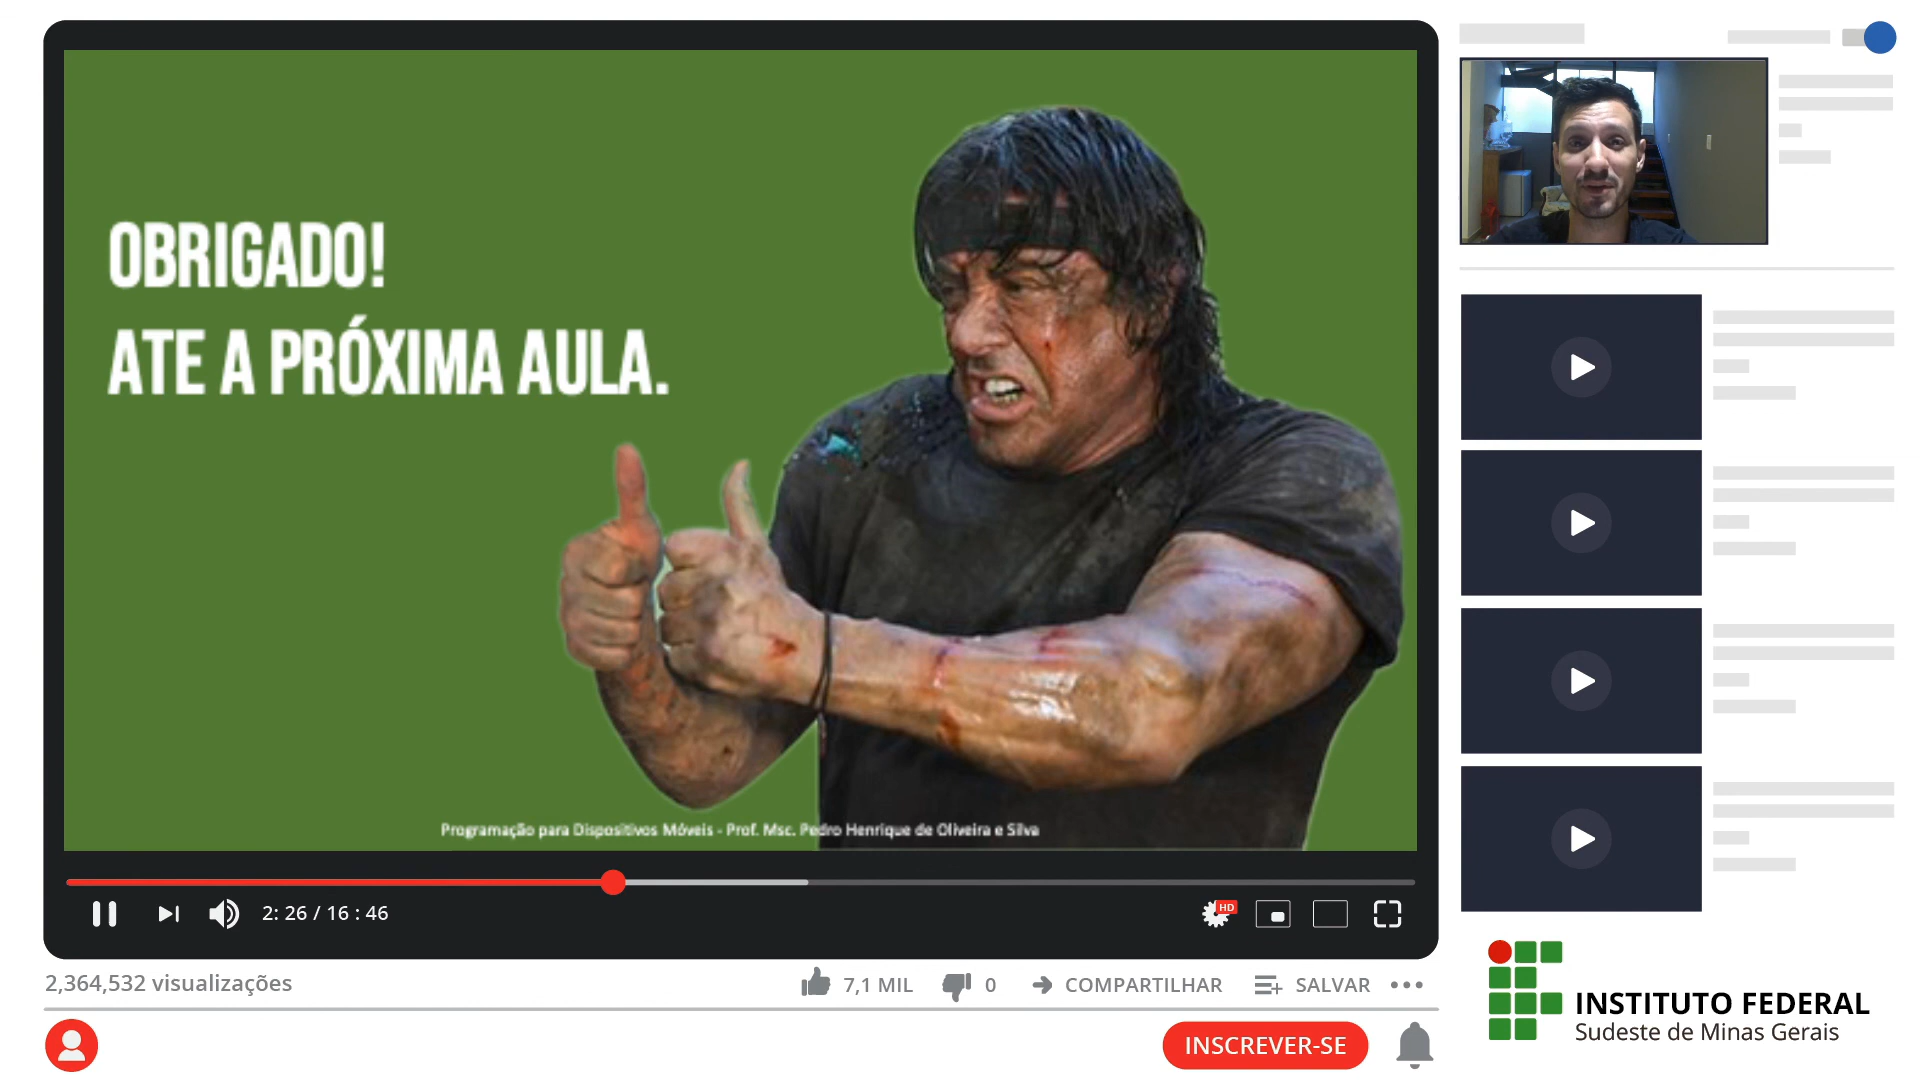 OBRIGADO!
ATE A PRÓXIMA AULA.
Programação para Dispositivos Móveis - Prof. Msc. Pedro Henrique de Oliveira e Silva
2: 26 / 16 : 46
HD
2,364,532 visualizações
7,1 MIL
0
COMPARTILHAR
SALVAR
INSCREVER-SE
INSTITUTO FEDERAL
Sudeste de Minas Gerais